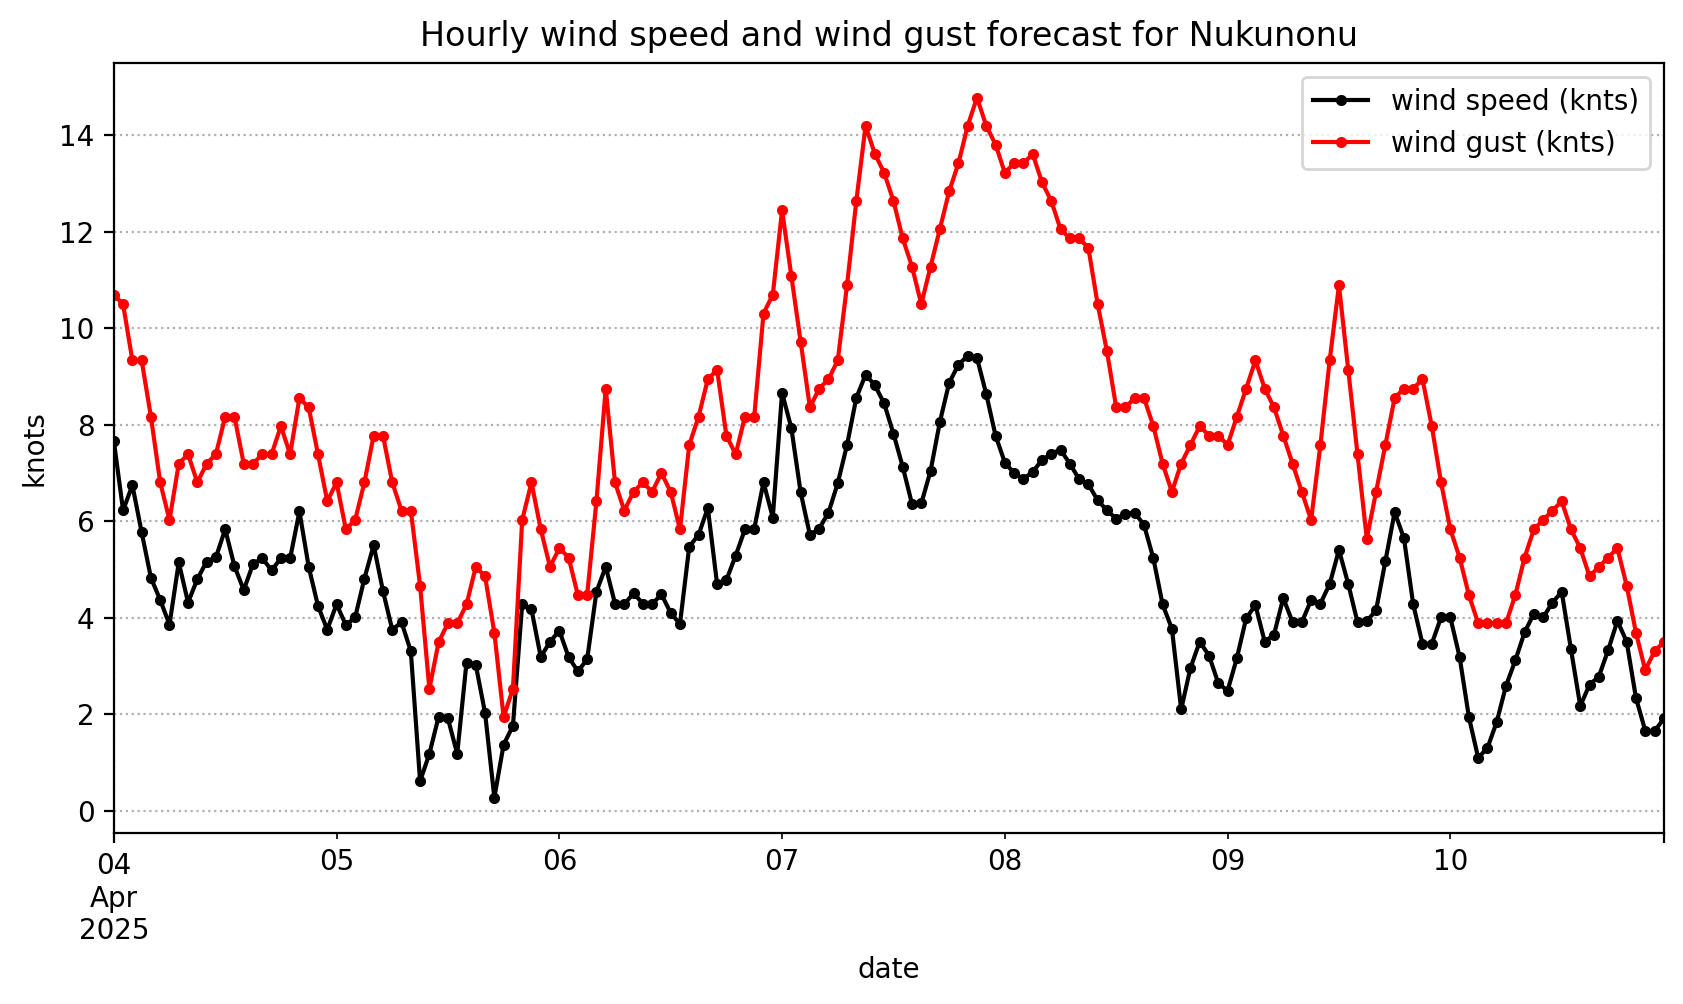 Hourly wind speed and wind gust forecast for Nukunonu
wind speed (knts)
wind gust (knts)
knots
14
12
10
8
6
4
2
0
04
05
06
07
08
09
10
Apr
2025
date